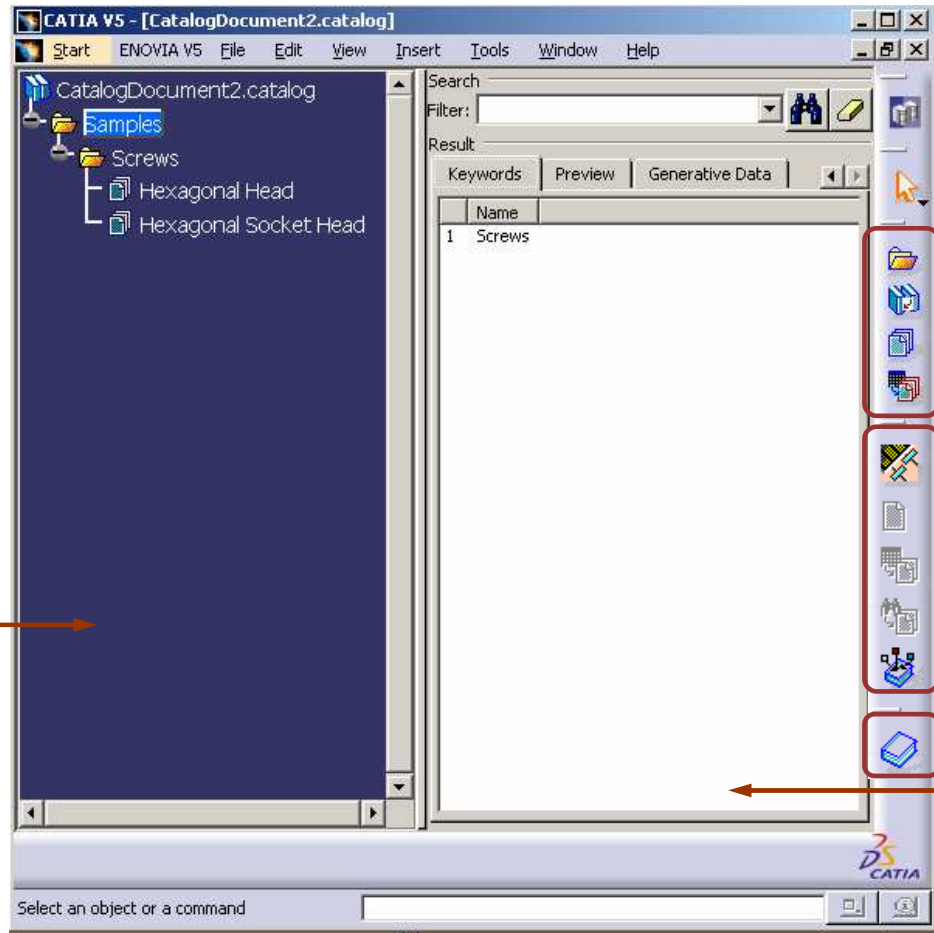 CATIA V5 - [CatalogDocument2.catalog]
Start ENOVIA V5 File Edit View Insert Tools Window Help
CatalogDocument2.catalog
Samples
Screws
Hexagonal Head
Hexagonal Socket Head
Search
Filter:
Result
Keywords Preview Generative Data
Name
1 Screws
DS
CATIA
Select an object or a command